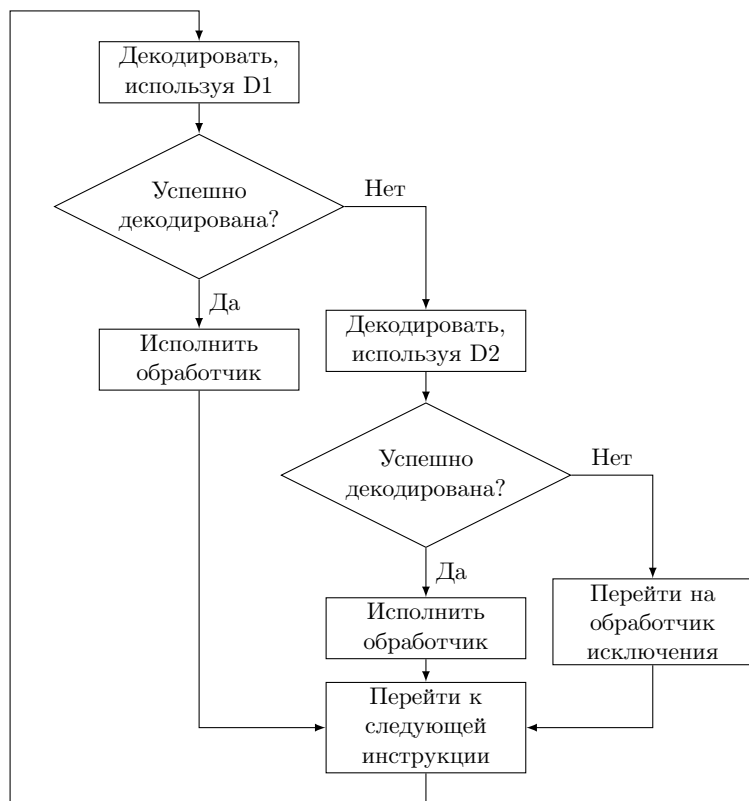 Декодировать,
используя D1
Успешно
декодирована?
Нет
Да
Исполнить
обработчик
Декодировать,
используя D2
Успешно
декодирована?
Нет
Да
Исполнить
обработчик
Перейти на
обработчик
исключения
Перейти к
следующей
инструкции